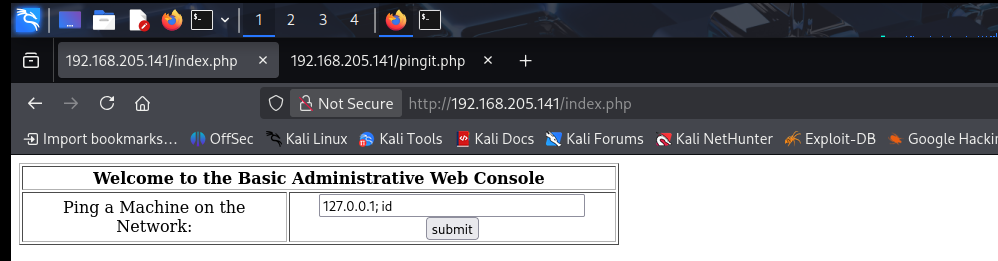 1 2 3 4
192.168.205.141/index.php
192.168.205.141/pingit.php
Not Secure
http://192.168.205.141/index.php
Import bookmarks...
OffSec
Kali Linux
Kali Tools
Kali Docs
Kali Forums
Kali NetHunter
Exploit-DB
Google Hackin
Welcome to the Basic Administrative Web Console
Ping a Machine on the
Network:
127.0.0.1; id
submit